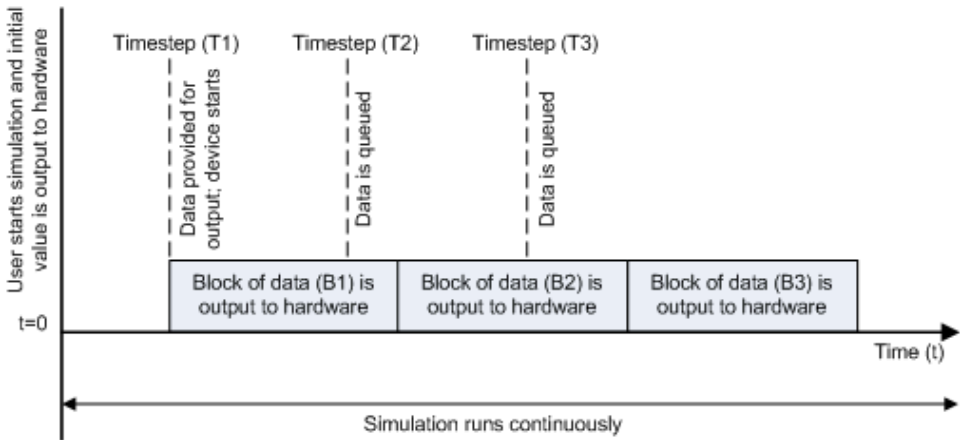 User starts simulation and initial
value is output to hardware
Timestep (T1)
Timestep (T2)
Timestep (T3)
Data provided for
output; device starts
Data is queued
Data is queued
Block of data (B1) is
output to hardware
Block of data (B2) is
output to hardware
Block of data (B3) is
output to hardware
t=0
Time (t)
Simulation runs continuously